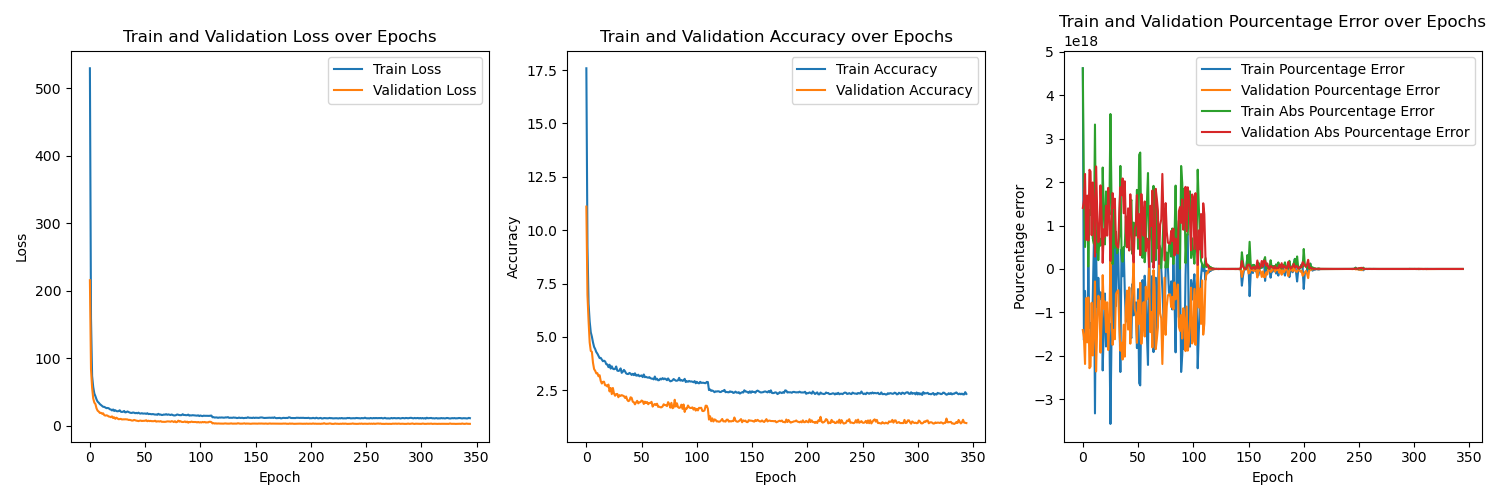 Train and Validation Loss over Epochs
Loss
500
400
300
200
100
0
Train Loss
Validation Loss
0 50 100 150 200 250 300 350
Epoch
Train and Validation Accuracy over Epochs
Accuracy
17.5
15.0
12.5
10.0
7.5
5.0
2.5
Train Accuracy
Validation Accuracy
0 50 100 150 200 250 300 350
Epoch
Train and Validation Pourcentage Error over Epochs
1e18
Pourcentage error
5
4
3
2
1
0
−1
−2
−3
Train Pourcentage Error
Validation Pourcentage Error
Train Abs Pourcentage Error
Validation Abs Pourcentage Error
0 50 100 150 200 250 300 350
Epoch